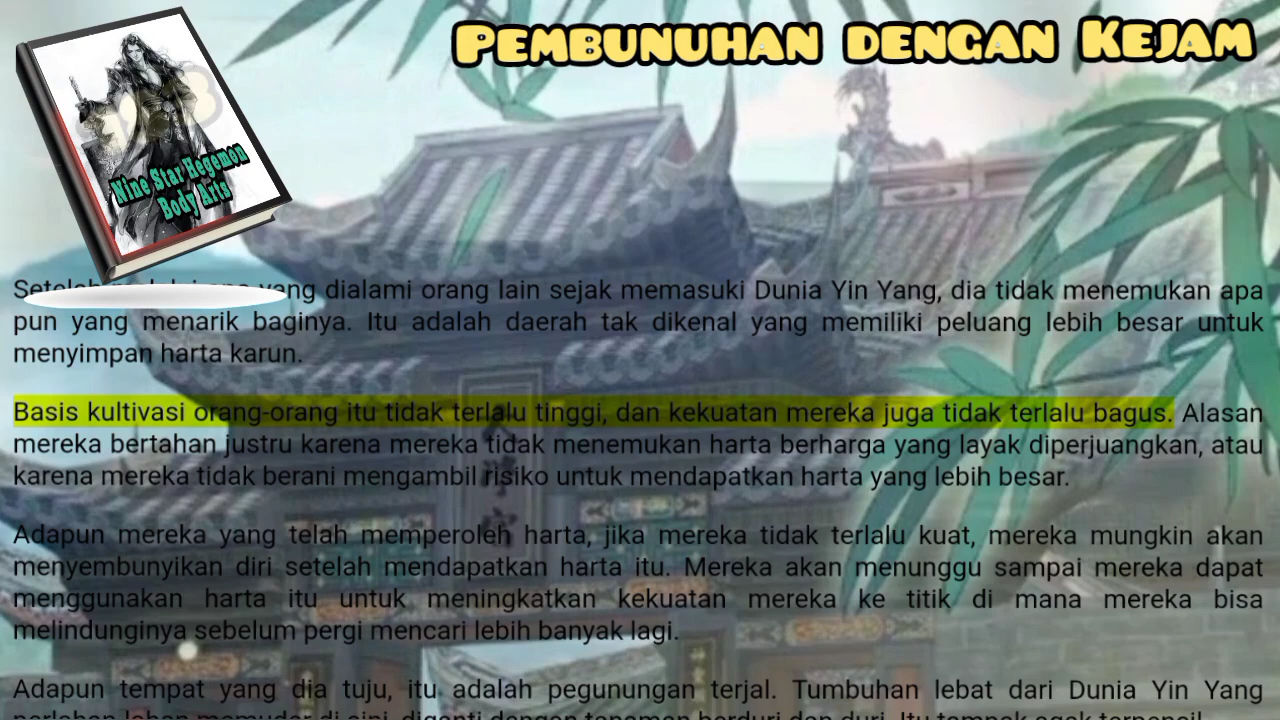 PEMBUNUHAN DENGAN KEJAM
Nine Star Hegemon
Body Arts
Setelah yang dialami orang lain sejak memasuki Dunia Yin Yang, dia tidak menemukan apa
pun yang menarik baginya. Itu adalah daerah tak dikenal yang memiliki peluang lebih besar untuk
menyimpan harta karun.
Basis kultivasi orang-orang itu tidak terlalu tinggi, dan kekuatan mereka juga tidak terlalu bagus. Alasan
mereka bertahan justru karena mereka tidak menemukan harta berharga yang layak diperjuangkan, atau
karena mereka tidak berani mengambil risiko untuk mendapatkan harta yang lebih besar.
Adapun mereka yang telah memperoleh harta, jika mereka tidak terlalu kuat, mereka mungkin akan
menyembunyikan diri setelah mendapatkan harta itu. Mereka akan menunggu sampai mereka dapat
menggunakan harta itu untuk meningkatkan kekuatan mereka ke titik di mana mereka bisa
melindunginya sebelum pergi mencari lebih banyak lagi.
Adapun tempat yang dia tuju, itu adalah pegunungan terjal. Tumbuhan lebat dari Dunia Yin Yang